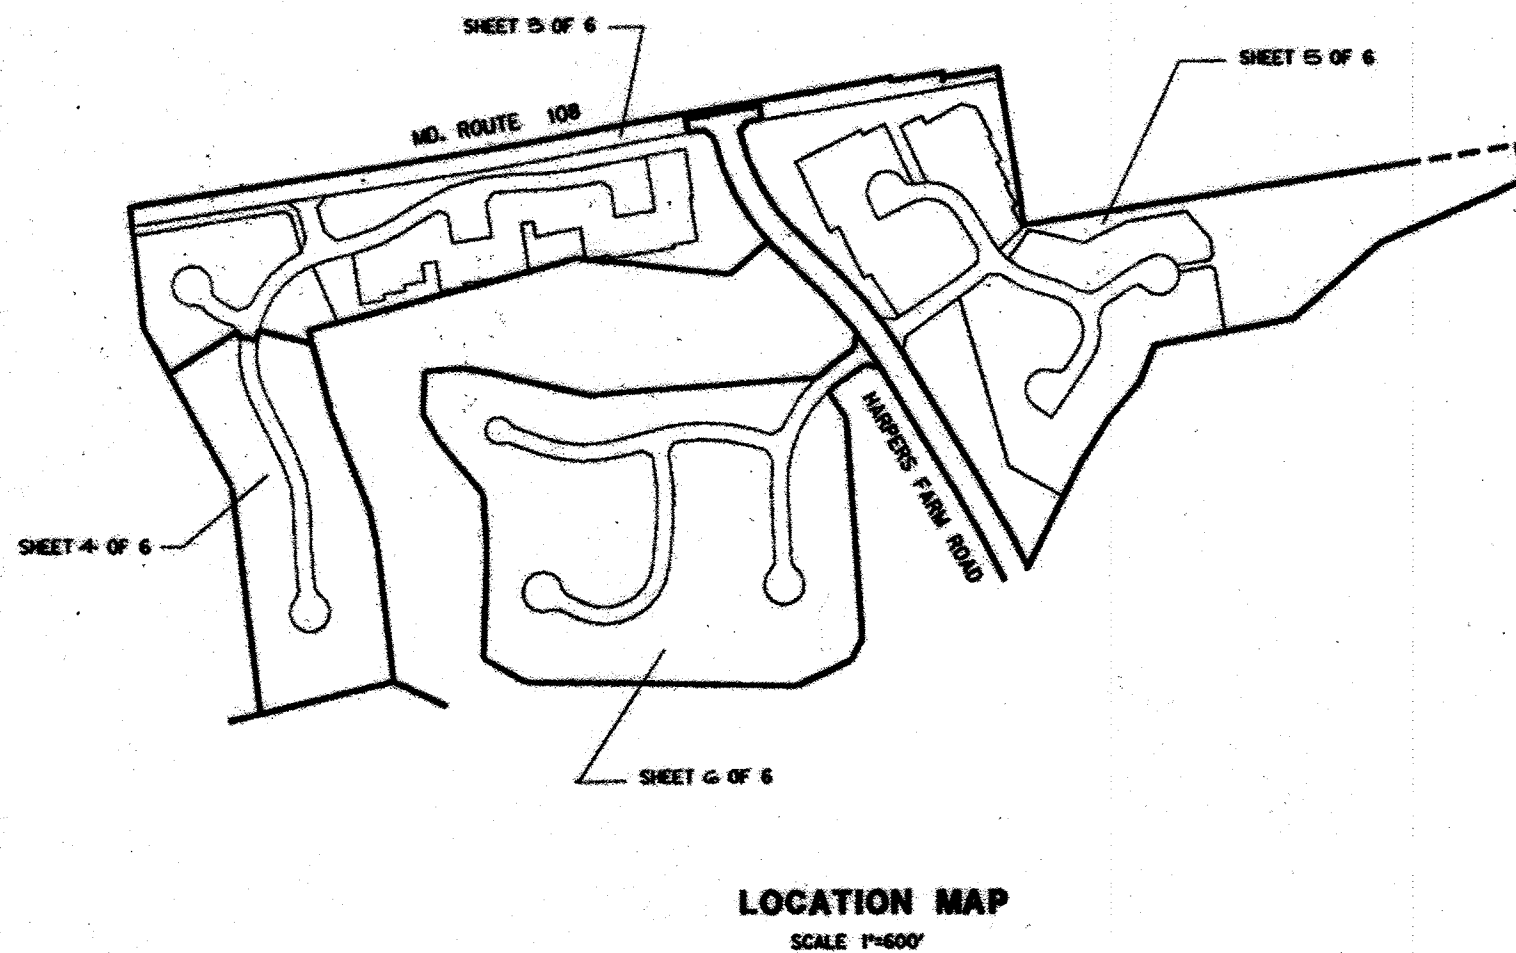 SHEET 3 OF 6
SHEET 5 OF 6
MD. ROUTE 108
HARPERS FARM ROAD
SHEET 4 OF 6
SHEET 6 OF 6
LOCATION MAP
SCALE 1"=600'